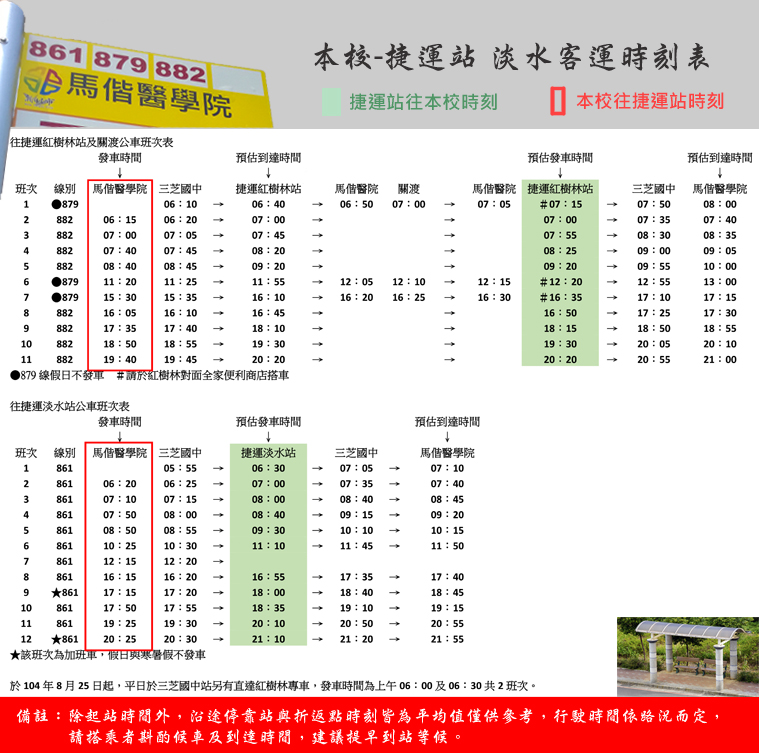 861 879 882
馬偕醫學院
本校-捷運站 淡水客運時刻表
捷運站往本校時刻 本校往捷運站時刻
往捷運紅樹林站及關渡公車班次表
發車時間 預估到達時間 預估發車時間 預估到達時間
↓ ↓ ↓ ↓
班次 線別 馬偕醫學院 三芝國中 捷運紅樹林站 馬偕醫院 關渡 馬偕醫院 捷運紅樹林站 三芝國中 馬偕醫學院
1 ●879 06:10 → 06:40 → 06:50 07:00 → 07:05 #07:15 → 07:50 08:00
2 882 06:15 06:20 → 07:00 → → 07:00 → 07:35 07:40
3 882 07:00 07:05 → 07:45 → → 07:55 → 08:30 08:35
4 882 07:40 07:45 → 08:20 → → 08:25 → 09:00 09:05
5 882 08:40 08:45 → 09:20 → → 09:20 → 09:55 10:00
6 ●879 11:20 11:25 → 11:55 → 12:05 12:10 → 12:15 #12:20 → 12:55 13:00
7 ●879 15:30 15:35 → 16:10 → 16:20 16:25 → 16:30 #16:35 → 17:10 17:15
8 882 16:05 16:10 → 16:45 → → 16:50 → 17:25 17:30
9 882 17:35 17:40 → 18:10 → → 18:15 → 18:50 18:55
10 882 18:50 18:55 → 19:30 → → 19:30 → 20:05 20:10
11 882 19:40 19:45 → 20:20 → → 20:20 → 20:55 21:00
●879 線假日不發車 #請於紅樹林對面全家便利商店搭車
往捷運淡水站公車班次表
發車時間 預估發車時間 預估到達時間
↓ ↓ ↓
班次 線別 馬偕醫學院 三芝國中 捷運淡水站 三芝國中 馬偕醫學院
1 861 05:55 → 06:30 → 07:05 → 07:10
2 861 06:20 06:25 → 07:00 → 07:35 → 07:40
3 861 07:10 07:15 → 08:00 → 08:40 → 08:45
4 861 07:50 08:00 → 08:40 → 09:15 → 09:20
5 861 08:50 08:55 → 09:30 → 10:10 → 10:15
6 861 10:25 10:30 → 11:10 → 11:45 → 11:50
7 861 12:15 12:20 →
8 861 16:15 16:20 → 16:55 → 17:35 → 17:40
9 ★861 17:15 17:20 → 18:00 → 18:40 → 18:45
10 861 17:50 17:55 → 18:35 → 19:10 → 19:15
11 861 19:25 19:30 → 20:10 → 20:50 → 20:55
12 ★861 20:25 20:30 → 21:10 → 21:20 → 21:55
★該班次為加班車,假日與寒暑假不發車
於 104 年 8 月 25 日起,平日於三芝國中站另有直達紅樹林專車,發車時間為上午 06:00 及 06:30 共 2 班次。
備註:除起站時間外,沿途停靠站與折返點時刻皆為平均值僅供參考,行駛時間依路況而定,
請搭乘者斟酌候車及到達時間,建議提早到站等候。